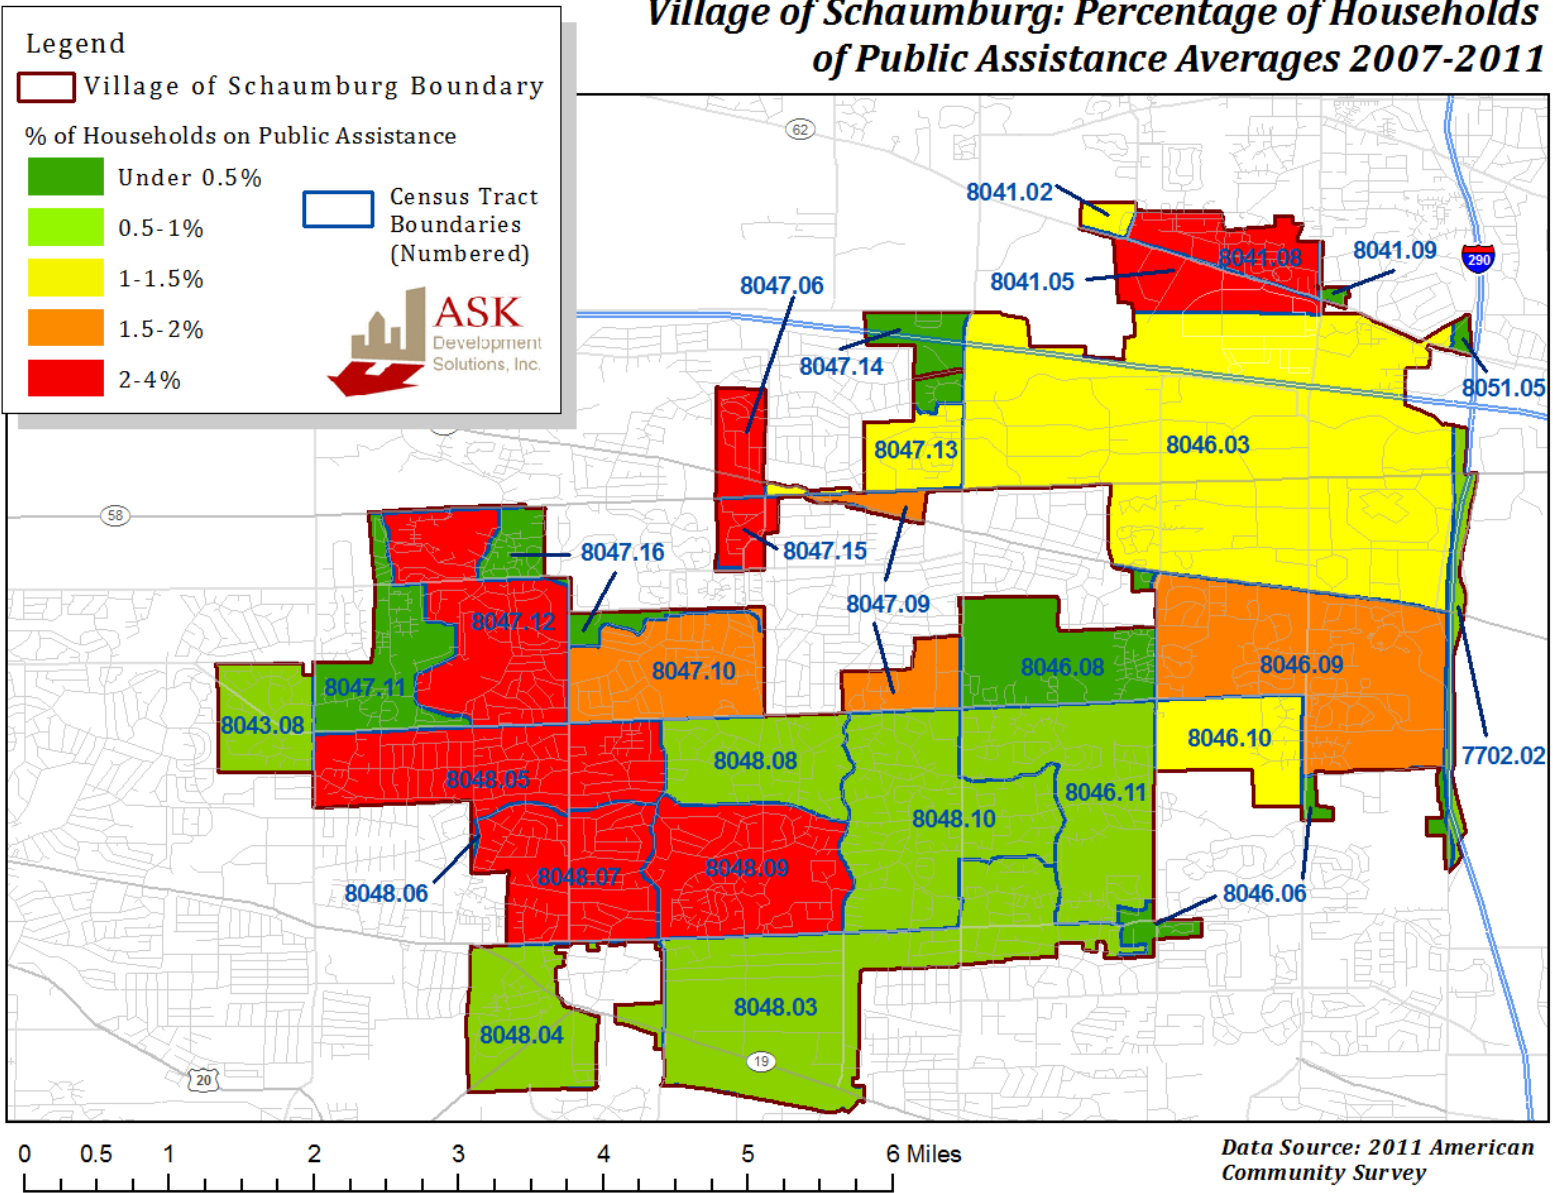 Village of Schaumburg: Percentage of Households
of Public Assistance Averages 2007-2011
Legend
Village of Schaumburg Boundary
% of Households on Public Assistance
Under 0.5%
0.5-1%
1-1.5%
1.5-2%
2-4%
Census Tract
Boundaries
(Numbered)
ASK
Development
Solutions, Inc.
62
8041.02
8041.08
8041.09
290
8041.05
8047.06
8047.14
8051.05
8047.13
8046.03
58
8047.16
8047.15
8047.09
8047.12
8047.10
8046.08
8046.09
8047.11
8043.08
8046.10
7702.02
8048.08
8048.05
8046.11
8048.10
8048.09
8048.07
8048.06
8046.06
8048.03
8048.04
19
20
0 0.5 1 2 3 4 5 6 Miles
Data Source: 2011 American
Community Survey